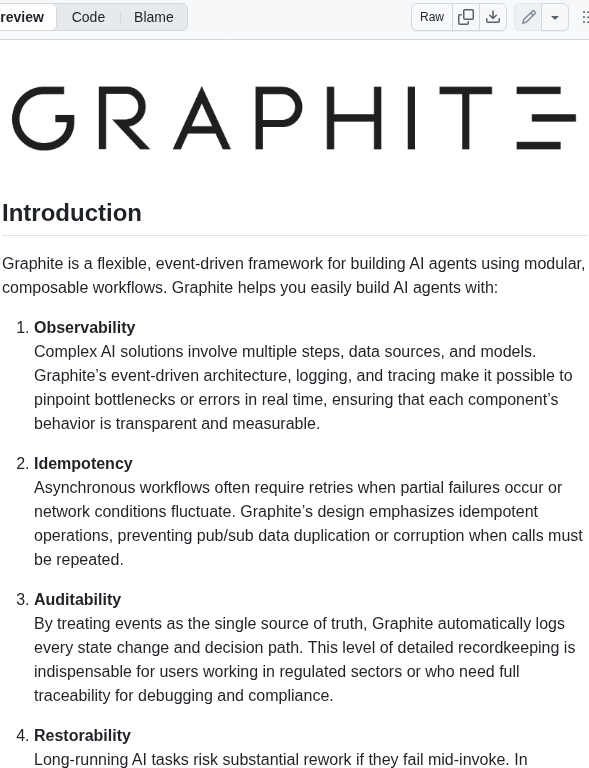 review Code Blame Raw
GRAPHITE
Introduction
Graphite is a flexible, event-driven framework for building AI agents using modular,
composable workflows. Graphite helps you easily build AI agents with:
1. Observability
Complex AI solutions involve multiple steps, data sources, and models.
Graphite’s event-driven architecture, logging, and tracing make it possible to
pinpoint bottlenecks or errors in real time, ensuring that each component’s
behavior is transparent and measurable.
2. Idempotency
Asynchronous workflows often require retries when partial failures occur or
network conditions fluctuate. Graphite’s design emphasizes idempotent
operations, preventing pub/sub data duplication or corruption when calls must
be repeated.
3. Auditability
By treating events as the single source of truth, Graphite automatically logs
every state change and decision path. This level of detailed recordkeeping is
indispensable for users working in regulated sectors or who need full
traceability for debugging and compliance.
4. Restorability
Long-running AI tasks risk substantial rework if they fail mid-invoke. In